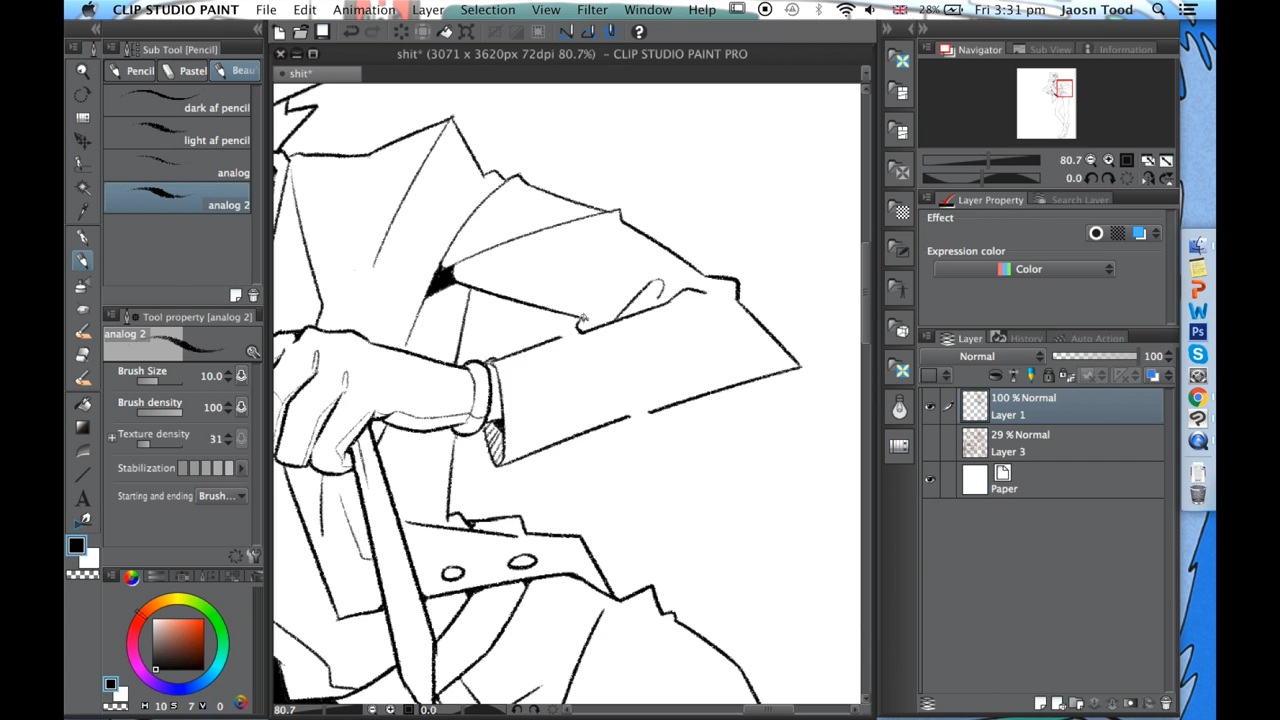 CLIP STUDIO PAINT File Edit Animation Layer Selection View Filter Window Help 28% Fri 3:31 pm Jaosn Tood
Sub Tool [Pencil]
shit* (3071 x 3620px 72dpi 80.7%) - CLIP STUDIO PAINT PRO
Navigator Sub View Information
Pencil Pastel Beau
shit*
dark af pencil
light af pencil
analog
analog 2
80.7
0.0
Layer Property Search Layer
Effect
Expression color
Color
Tool property [analog 2]
analog 2
Brush Size 10.0
Brush density 100
Texture density 31
Stabilization
Starting and ending Brush...
Layer History Auto Action
Normal 100
100 % Normal
Layer 1
29 % Normal
Layer 3
Paper
H 10 S 7 V 0
80.7 0.0